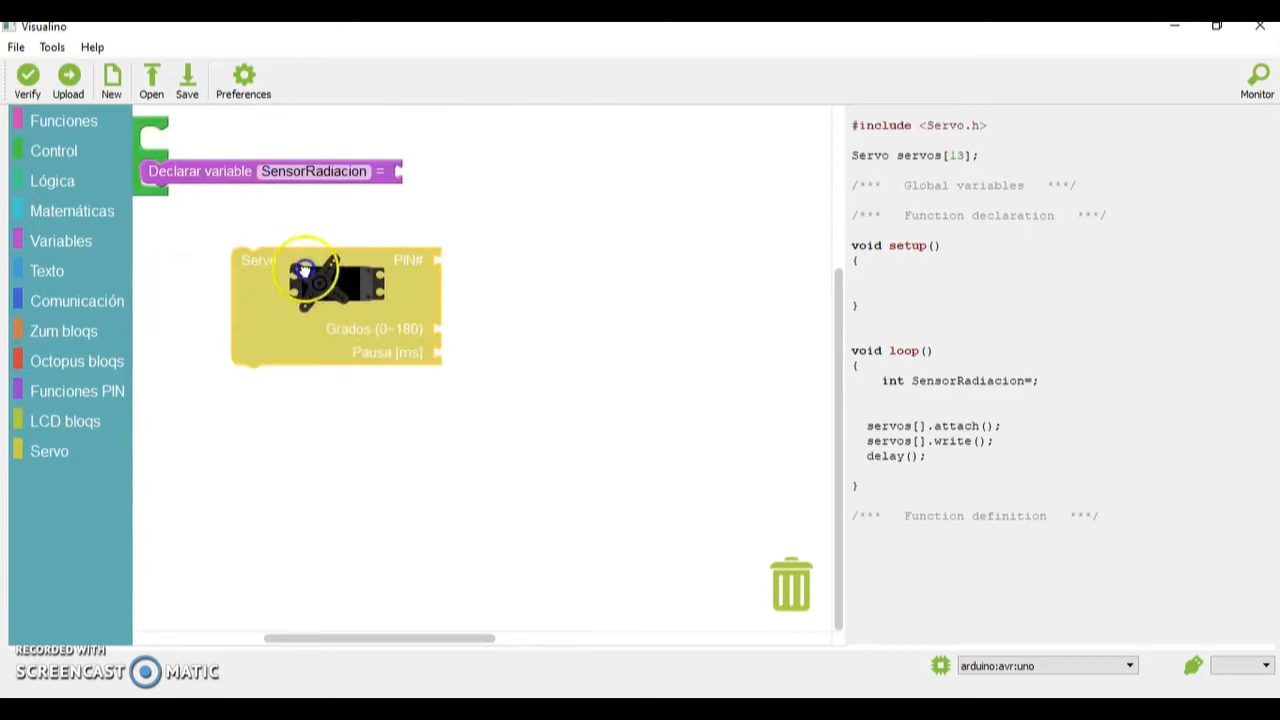 Visualino
File Tools Help
Verify Upload New Open Save Preferences Monitor
Funciones
Control
Lógica
Matemáticas
Variables
Texto
Comunicación
Zum bloqs
Octopus bloqs
Funciones PIN
LCD bloqs
Servo
Declarar variable SensorRadiacion =
Servo PIN#
Grados (0~180)
Pausa [ms]
#include <Servo.h>
Servo servos[13];
/*** Global variables ***/
/*** Function declaration ***/
void setup()
{
}
void loop()
{
int SensorRadiacion=;
servos[].attach();
servos[].write();
delay();
}
/*** Function definition ***/
RECORDED WITH
SCREENCAST MATIC
arduino:avr:uno